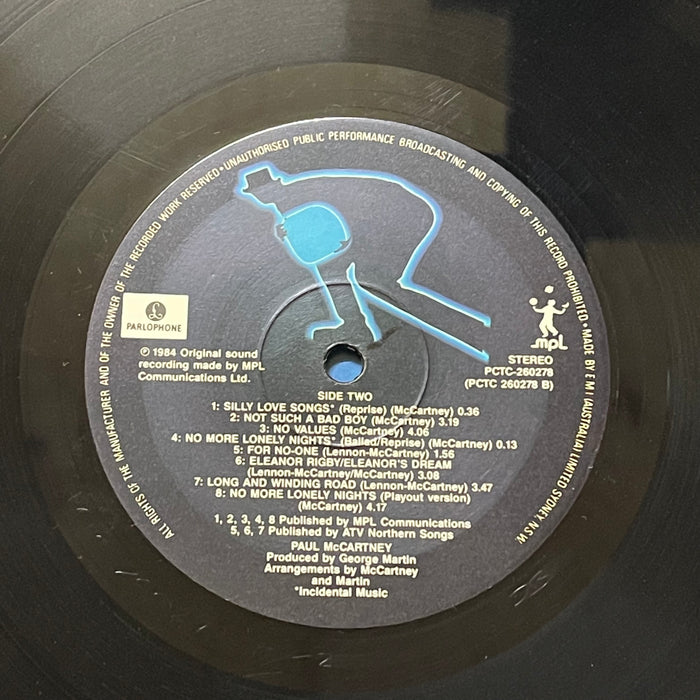 ALL RIGHTS OF THE MANUFACTURER AND OF THE OWNER OF THE RECORDED WORK RESERVED•UNAUTHORISED PUBLIC PERFORMANCE BROADCASTING AND COPYING OF THIS RECORD PROHIBITED•MADE BY EMI (AUSTRALIA) LIMITED SYDNEY N.S.W.
£
PARLOPHONE
mpl
℗ 1984 Original sound
recording made by MPL
Communications Ltd.
STEREO
PCTC-260278
(PCTC 260278 B)
SIDE TWO
1: SILLY LOVE SONGS* (Reprise) (McCartney) 0.36
2: NOT SUCH A BAD BOY (McCartney) 3.19
3: NO VALUES (McCartney) 4.06
4: NO MORE LONELY NIGHTS* (Ballad/Reprise) (McCartney) 0.13
5: FOR NO-ONE (Lennon-McCartney) 1.56
6: ELEANOR RIGBY/ELEANOR'S DREAM
(Lennon-McCartney/McCartney) 3.08
7: LONG AND WINDING ROAD (Lennon-McCartney) 3.47
8: NO MORE LONELY NIGHTS (Playout version)
(McCartney) 4.17
1, 2, 3, 4, 8 Published by MPL Communications
5, 6, 7 Published by ATV Northern Songs
PAUL McCARTNEY
Produced by George Martin
Arrangements by McCartney
and Martin
*Incidental Music